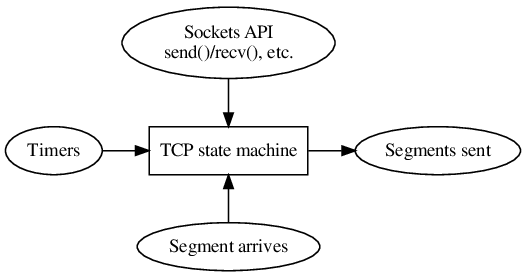 Sockets API
send()/recv(), etc.
Timers
TCP state machine
Segments sent
Segment arrives